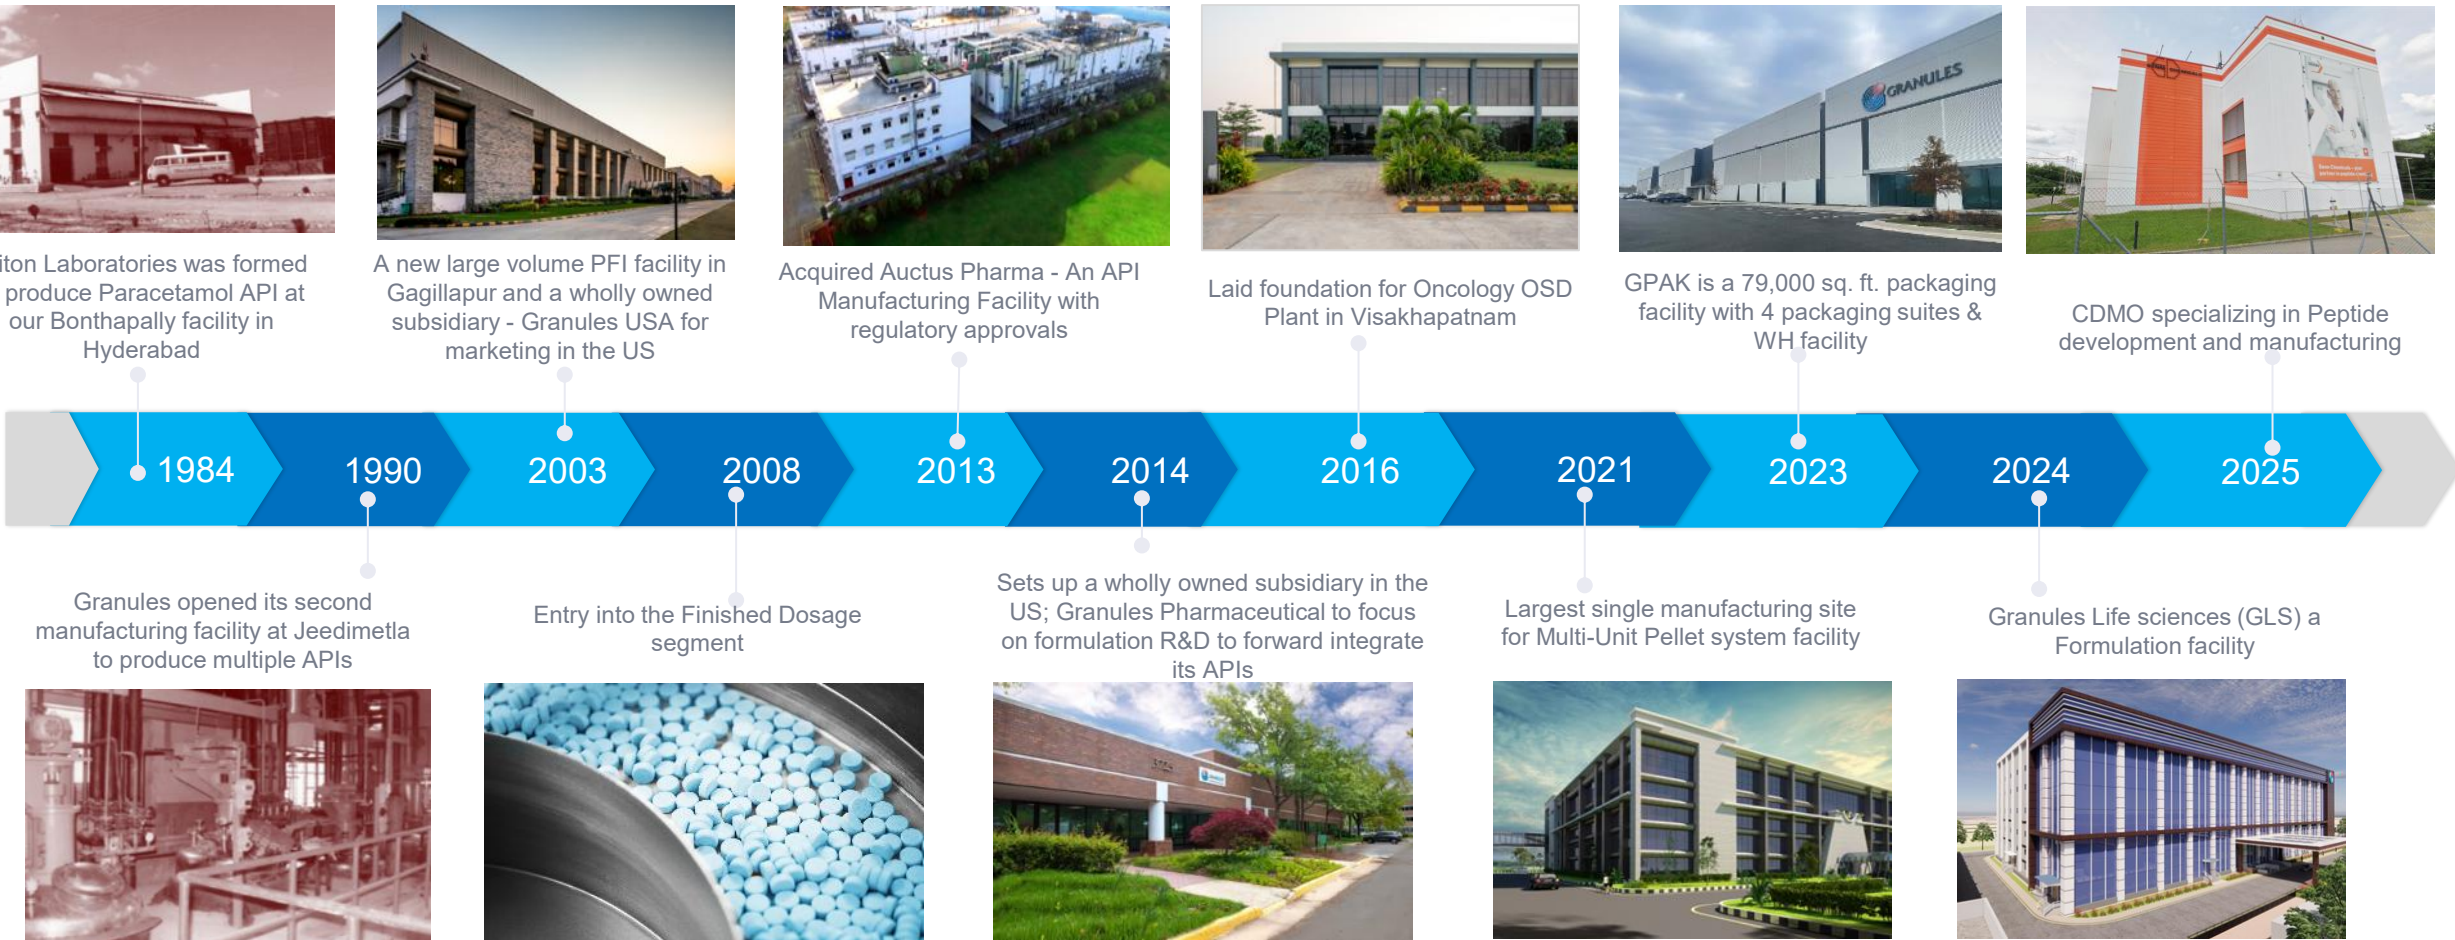 GRANULES
iton Laboratories was formed
produce Paracetamol API at
our Bonthapally facility in
Hyderabad
A new large volume PFI facility in
Gagillapur and a wholly owned
subsidiary - Granules USA for
marketing in the US
Acquired Auctus Pharma - An API
Manufacturing Facility with
regulatory approvals
Laid foundation for Oncology OSD
Plant in Visakhapatnam
GPAK is a 79,000 sq. ft. packaging
facility with 4 packaging suites &
WH facility
CDMO specializing in Peptide
development and manufacturing
1984
1990
2003
2008
2013
2014
2016
2021
2023
2024
2025
Granules opened its second
manufacturing facility at Jeedimetla
to produce multiple APIs
Entry into the Finished Dosage
segment
Sets up a wholly owned subsidiary in the
US; Granules Pharmaceutical to focus
on formulation R&D to forward integrate
its APIs
Largest single manufacturing site
for Multi-Unit Pellet system facility
Granules Life sciences (GLS) a
Formulation facility